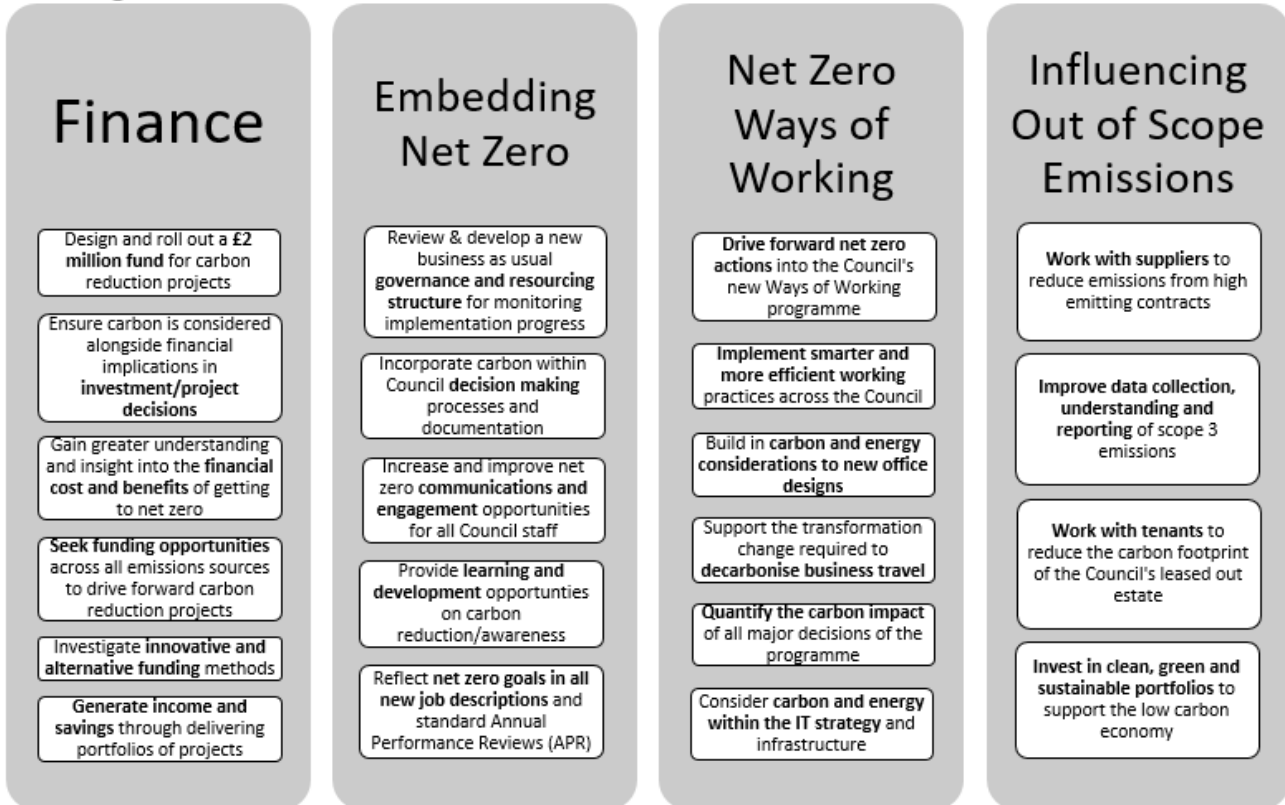 Finance
Design and roll out a £2
million fund for carbon
reduction projects
Ensure carbon is considered
alongside financial
implications in
investment/project
decisions
Gain greater understanding
and insight into the financial
cost and benefits of getting
to net zero
Seek funding opportunities
across all emissions sources
to drive forward carbon
reduction projects
Investigate innovative and
alternative funding methods
Generate income and
savings through delivering
portfolios of projects
Embedding
Net Zero
Review & develop a new
business as usual
governance and resourcing
structure for monitoring
implementation progress
Incorporate carbon within
Council decision making
processes and
documentation
Increase and improve net
zero communications and
engagement opportunities
for all Council staff
Provide learning and
development opportunties
on carbon
reduction/awareness
Reflect net zero goals in all
new job descriptions and
standard Annual
Performance Reviews (APR)
Net Zero
Ways of
Working
Drive forward net zero
actions into the Council's
new Ways of Working
programme
Implement smarter and
more efficient working
practices across the Council
Build in carbon and energy
considerations to new office
designs
Support the transformation
change required to
decarbonise business travel
Quantify the carbon impact
of all major decisions of the
programme
Consider carbon and energy
within the IT strategy and
infrastructure
Influencing
Out of Scope
Emissions
Work with suppliers to
reduce emissions from high
emitting contracts
Improve data collection,
understanding and
reporting of scope 3
emissions
Work with tenants to
reduce the carbon footprint
of the Council's leased out
estate
Invest in clean, green and
sustainable portfolios to
support the low carbon
economy